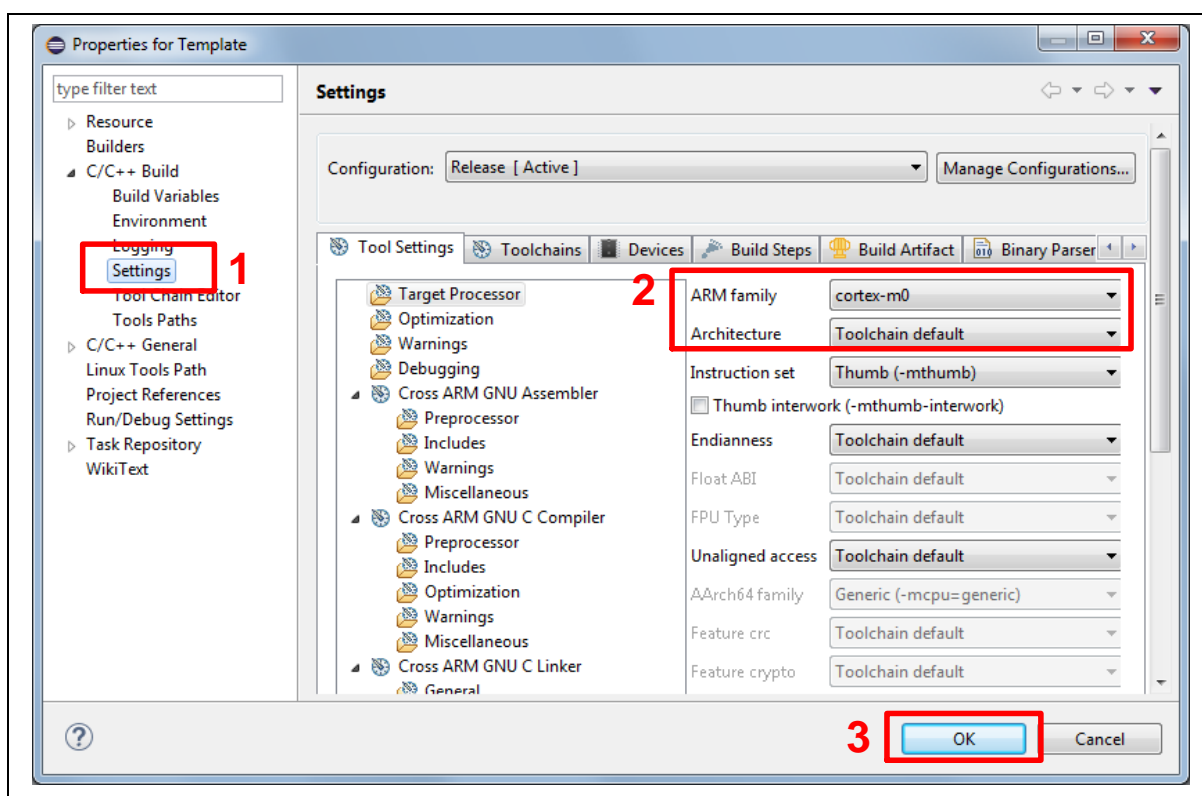 Properties for Template
type filter text
Resource
Builders
C/C++ Build
Build Variables
Environment
Logging
Settings
1
Tool Chain Editor
Tools Paths
C/C++ General
Linux Tools Path
Project References
Run/Debug Settings
Task Repository
WikiText
Settings
Configuration: Release [ Active ] Manage Configurations...
Tool Settings Toolchains Devices Build Steps Build Artifact Binary Parser
Target Processor
Optimization
Warnings
Debugging
Cross ARM GNU Assembler
Preprocessor
Includes
Warnings
Miscellaneous
Cross ARM GNU C Compiler
Preprocessor
Includes
Optimization
Warnings
Miscellaneous
Cross ARM GNU C Linker
General
2
ARM family cortex-m0
Architecture Toolchain default
Instruction set Thumb (-mthumb)
Thumb interwork (-mthumb-interwork)
Endianness Toolchain default
Float ABI Toolchain default
FPU Type Toolchain default
Unaligned access Toolchain default
AArch64 family Generic (-mcpu=generic)
Feature crc Toolchain default
Feature crypto Toolchain default
3
OK Cancel